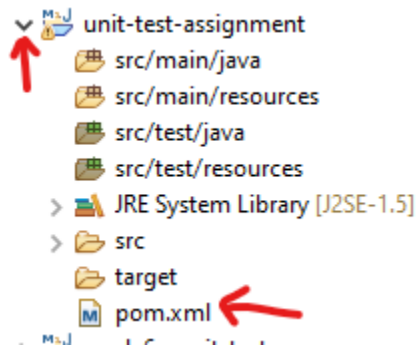 unit-test-assignment
src/main/java
src/main/resources
src/test/java
src/test/resources
JRE System Library [J2SE-1.5]
src
target
pom.xml